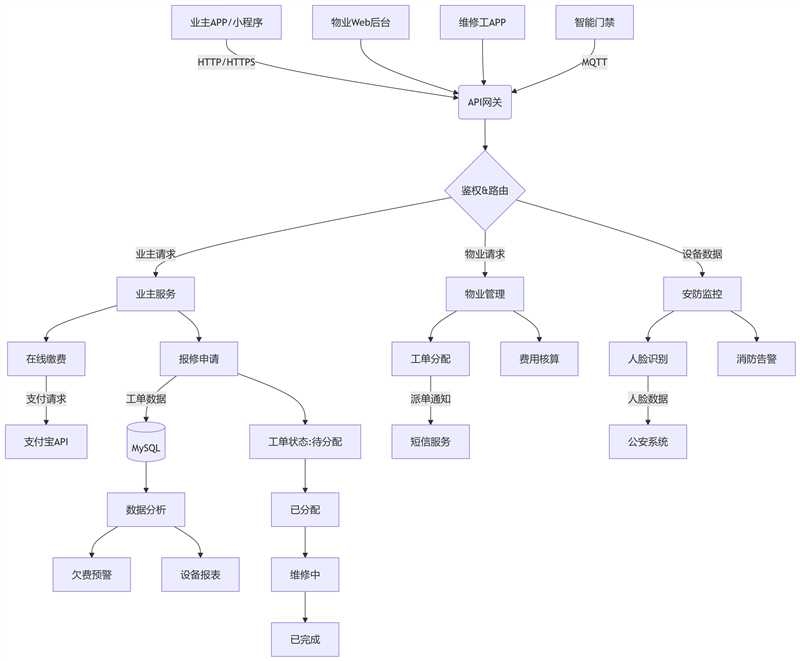 业主APP/小程序
物业Web后台
维修工APP
智能门禁
HTTP/HTTPS
MQTT
API网关
鉴权&路由
业主请求
物业请求
设备数据
业主服务
物业管理
安防监控
在线缴费
报修申请
工单分配
费用核算
人脸识别
消防告警
支付请求
工单数据
派单通知
人脸数据
支付宝API
MySQL
工单状态:待分配
短信服务
公安系统
数据分析
已分配
欠费预警
设备报表
维修中
已完成